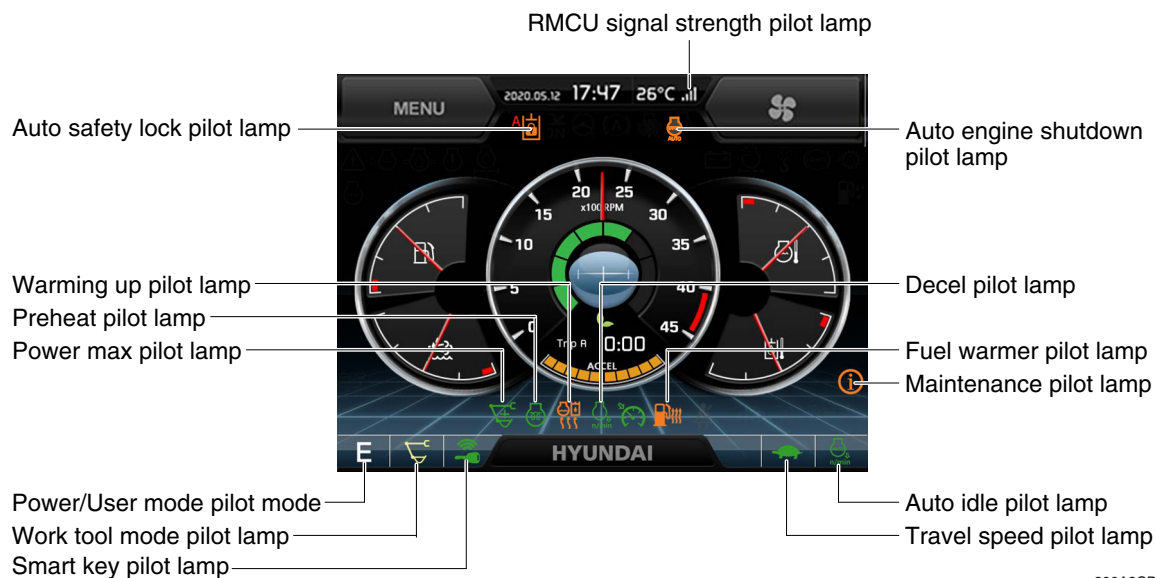 RMCU signal strength pilot lamp
MENU
2020.05.12 17:47 26°C
Auto safety lock pilot lamp
A
AUTO
Auto engine shutdown
pilot lamp
20 25
x100RPM
15 30
10 35
5 40
0 45
Warming up pilot lamp
Decel pilot lamp
Preheat pilot lamp
Trip A 0:00
Power max pilot lamp
ACCEL
Fuel warmer pilot lamp
Maintenance pilot lamp
n/min
E HYUNDAI n/min
Power/User mode pilot mode
Auto idle pilot lamp
Work tool mode pilot lamp
Travel speed pilot lamp
Smart key pilot lamp